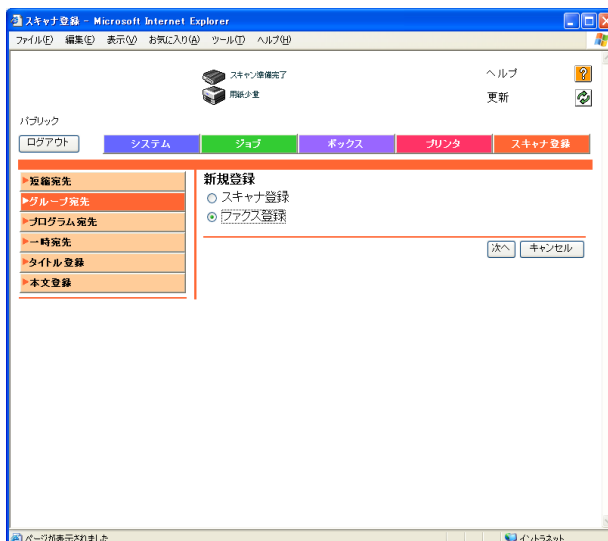 スキャナ登録 - Microsoft Internet Explorer
ファイル(F) 編集(E) 表示(V) お気に入り(A) ツール(T) ヘルプ(H)
スキャン準備完了
ヘルプ
?
用紙少量
更新
パブリック
ログアウト
システム
ジョブ
ボックス
プリンタ
スキャナ登録
短縮宛先
グループ宛先
プログラム宛先
一時宛先
タイトル登録
本文登録
新規登録
スキャナ登録
ファクス登録
次へ
キャンセル
ページが表示されました
イントラネット